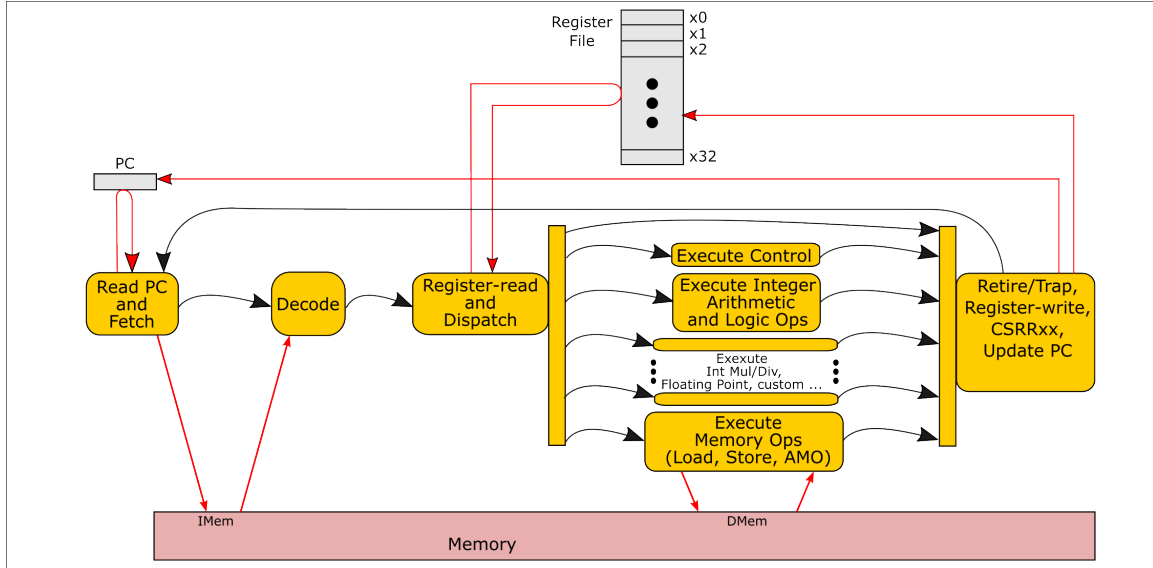 Register
File
x0
x1
x2
x32
PC
Read PC
and
Fetch
Decode
Register-read
and
Dispatch
Execute Control
Execute Integer
Arithmetic
and Logic Ops
Exexute
Int Mul/Div,
Floating Point, custom ...
Execute
Memory Ops
(Load, Store, AMO)
Retire/Trap,
Register-write,
CSRRxx,
Update PC
IMem
DMem
Memory